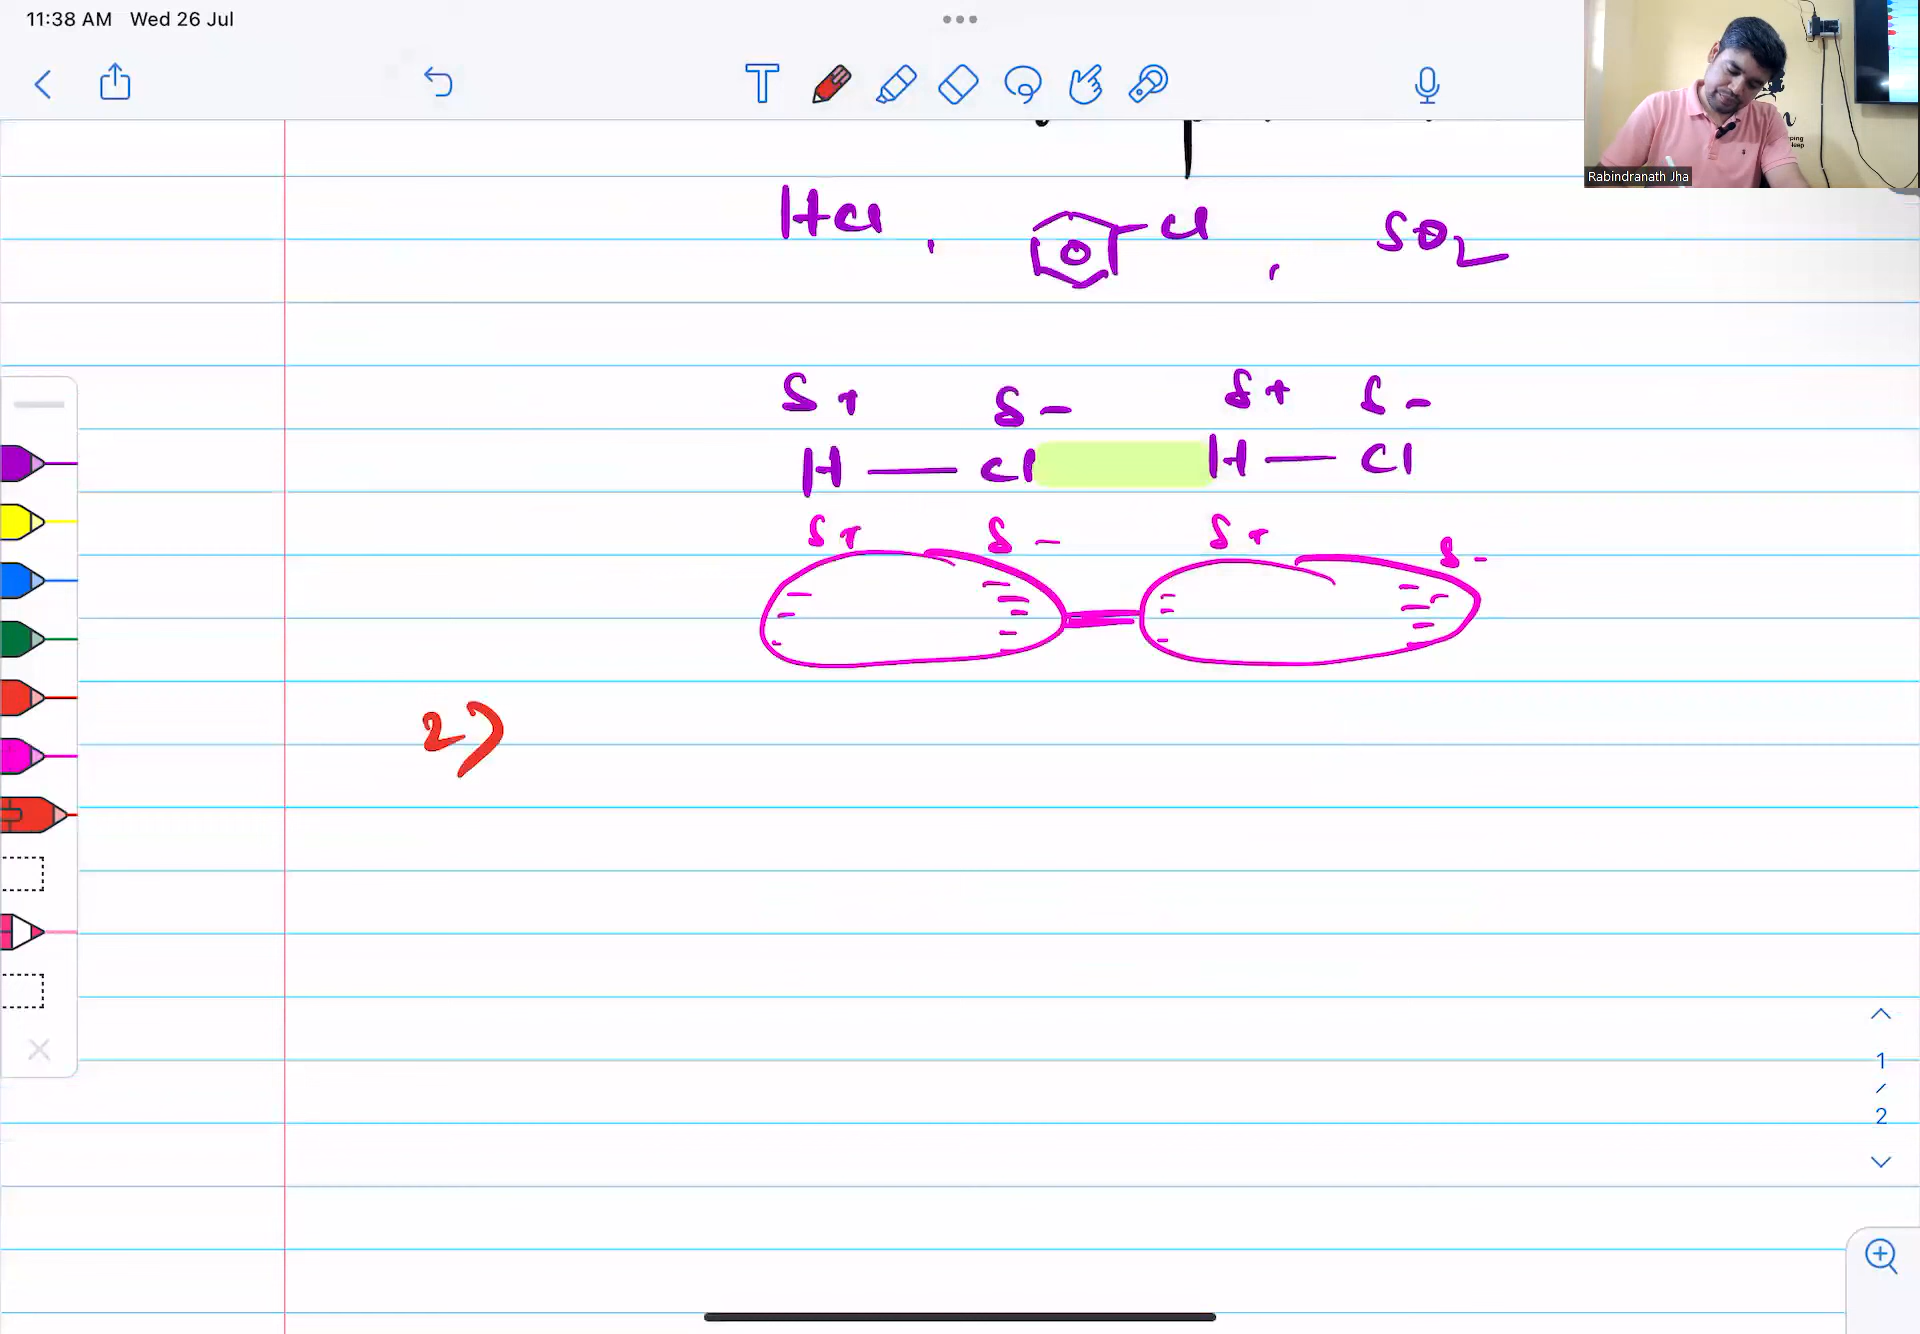 11:38 AM Wed 26 Jul
Rabindranath Jha
HCl , Cl , SO2
δ+ δ- δ+ δ-
H — Cl H — Cl
δ+ δ- δ+ δ-
2)
1
/
2